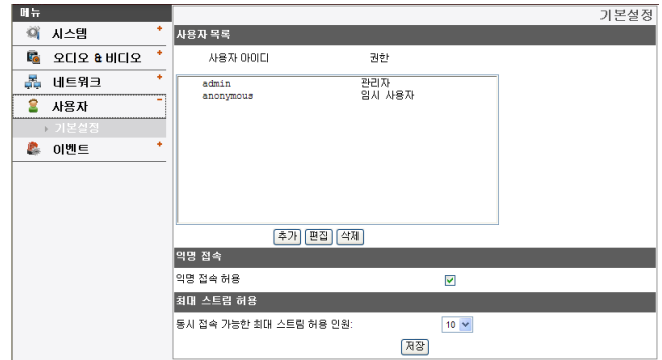 메뉴
기본설정
시스템
오디오 & 비디오
네트워크
사용자
기본설정
이벤트
사용자 목록
사용자 아이디 권한
admin 관리자
anonymous 임시 사용자
추가 편집 삭제
익명 접속
익명 접속 허용
최대 스트림 허용
동시 접속 가능한 최대 스트림 허용 인원: 10
저장